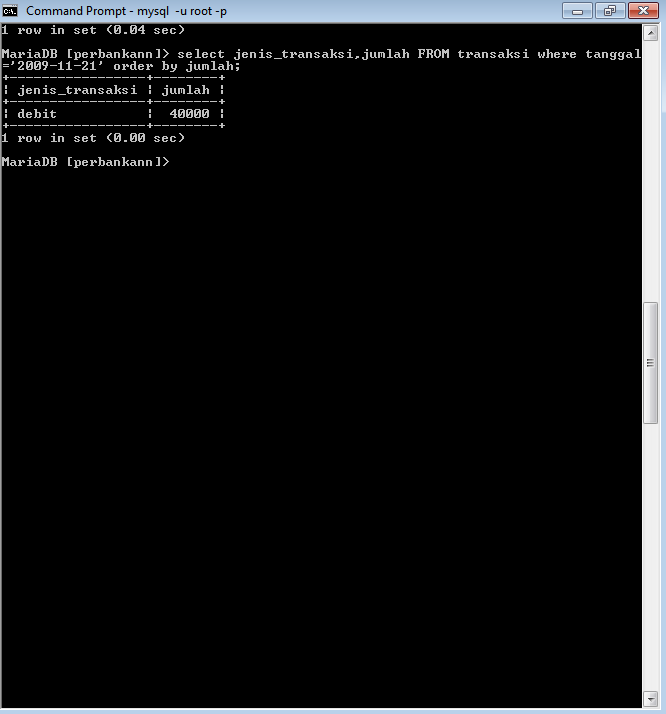 Command Prompt - mysql -u root -p
1 row in set (0.04 sec)
MariaDB [perbankann]> select jenis_transaksi,jumlah FROM transaksi where tanggal
='2009-11-21' order by jumlah;
+-----------------+--------+
| jenis_transaksi | jumlah |
+-----------------+--------+
| debit           |  40000 |
+-----------------+--------+
1 row in set (0.00 sec)
MariaDB [perbankann]>